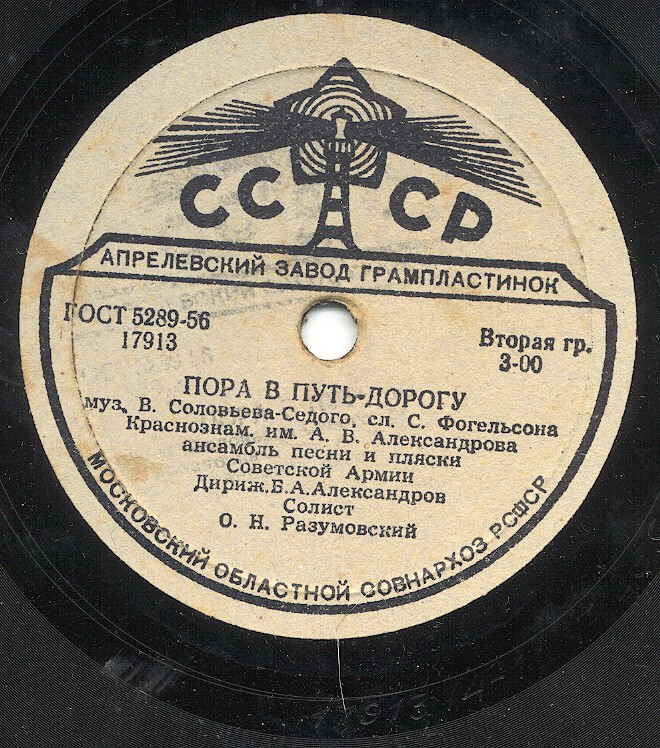 СССР
АПРЕЛЕВСКИЙ ЗАВОД ГРАМПЛАСТИНОК
ГОСТ 5289-56
17913
Вторая гр.
3-00
ПОРА В ПУТЬ-ДОРОГУ
муз. В. Соловьева-Седого, сл. С. Фогельсона
Краснознам. им. А. В. Александрова
ансамбль песни и пляски
Советской Армии
Дириж.Б.А.Александров
Солист
О. Н. Разумовский
МОСКОВСКИЙ ОБЛАСТНОЙ СОВНАРХОЗ РСФСР